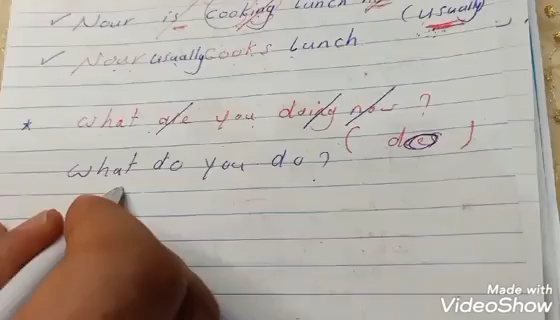 ✓ Nour is cooking lunch (usually)
✓ Nour usually cooks lunch
* What are you doing now ?
( do )
What do you do ?
Made with
VideoShow